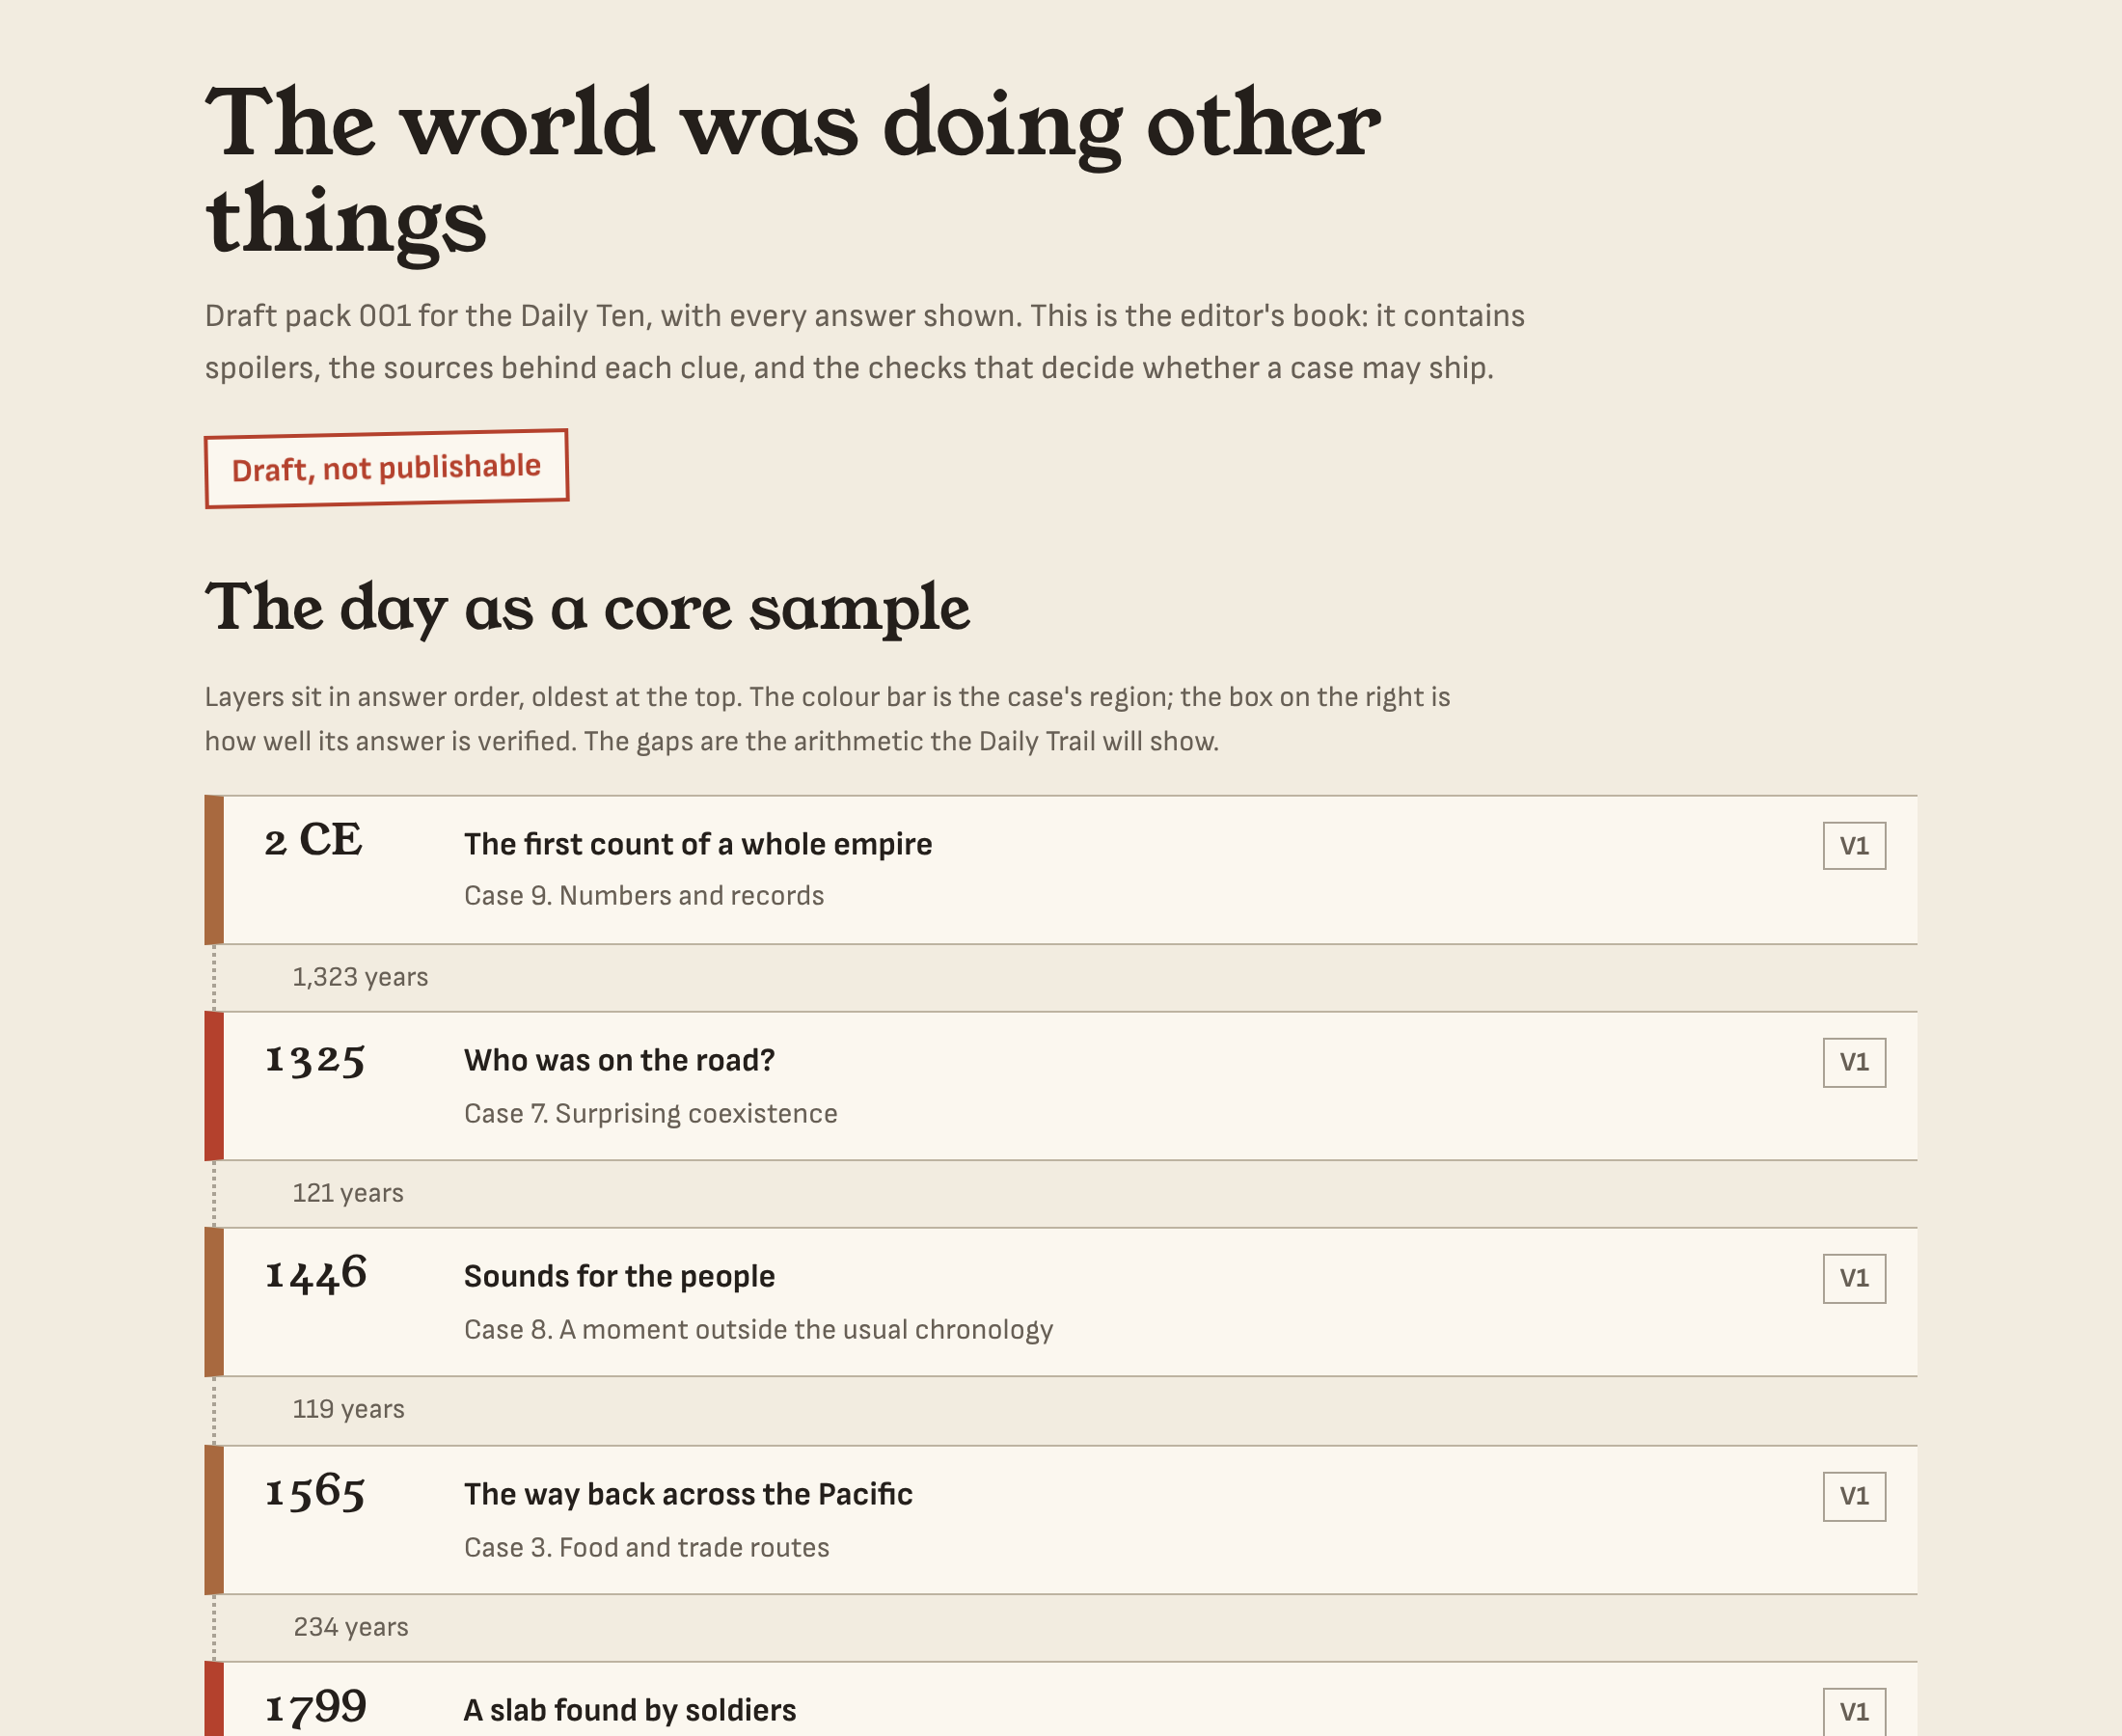 The world was doing other
things
Draft pack 001 for the Daily Ten, with every answer shown. This is the editor's book: it contains
spoilers, the sources behind each clue, and the checks that decide whether a case may ship.
Draft, not publishable
The day as a core sample
Layers sit in answer order, oldest at the top. The colour bar is the case's region; the box on the right is
how well its answer is verified. The gaps are the arithmetic the Daily Trail will show.
2 CE The first count of a whole empire V1
Case 9. Numbers and records
1,323 years
1325 Who was on the road? V1
Case 7. Surprising coexistence
121 years
1446 Sounds for the people V1
Case 8. A moment outside the usual chronology
119 years
1565 The way back across the Pacific V1
Case 3. Food and trade routes
234 years
1799 A slab found by soldiers V1